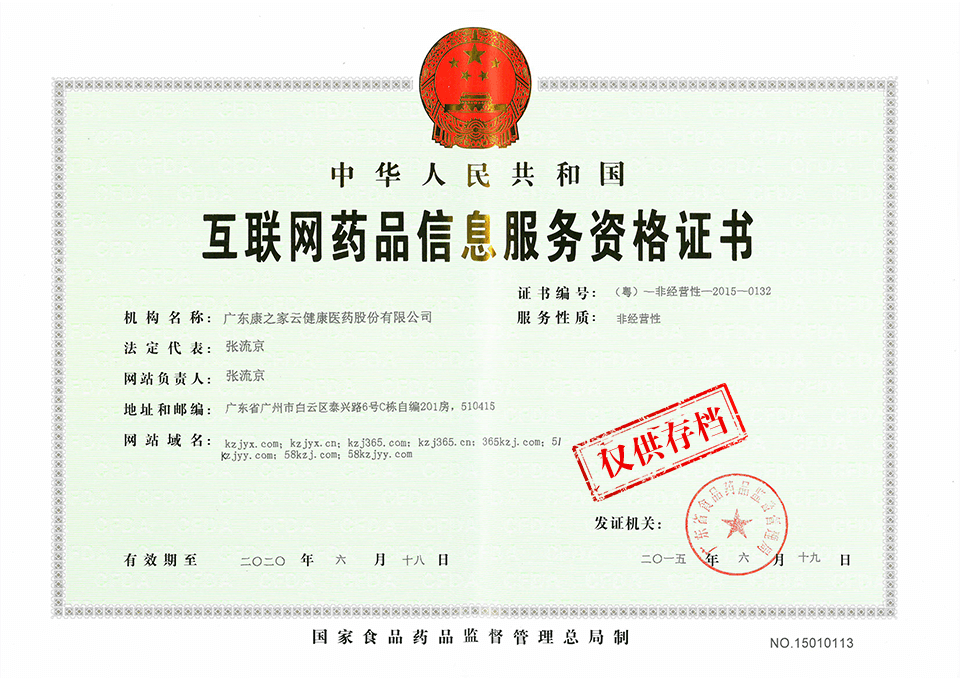 中华人民共和国
互联网药品信息服务资格证书
证书编号：（粤）—非经营性—2015—0132
机构名称：广东康之家云健康医药股份有限公司
服务性质：非经营性
法定代表：张流京
网站负责人：张流京
地址和邮编：广东省广州市白云区泰兴路6号C栋自编201房，510415
网站域名：kzjyx.com; kzjyx.cn; kzj365.com; kzj365.cn; 365kzj.com;
kzjyy.com; 58kzj.com; 58kzjyy.com
仅供存档
发证机关：
广东省食品药品监督管理局
有效期至 二〇二〇 年 六 月 十八 日
二〇一五 年 六 月 十九 日
国家食品药品监督管理总局制
NO.15010113